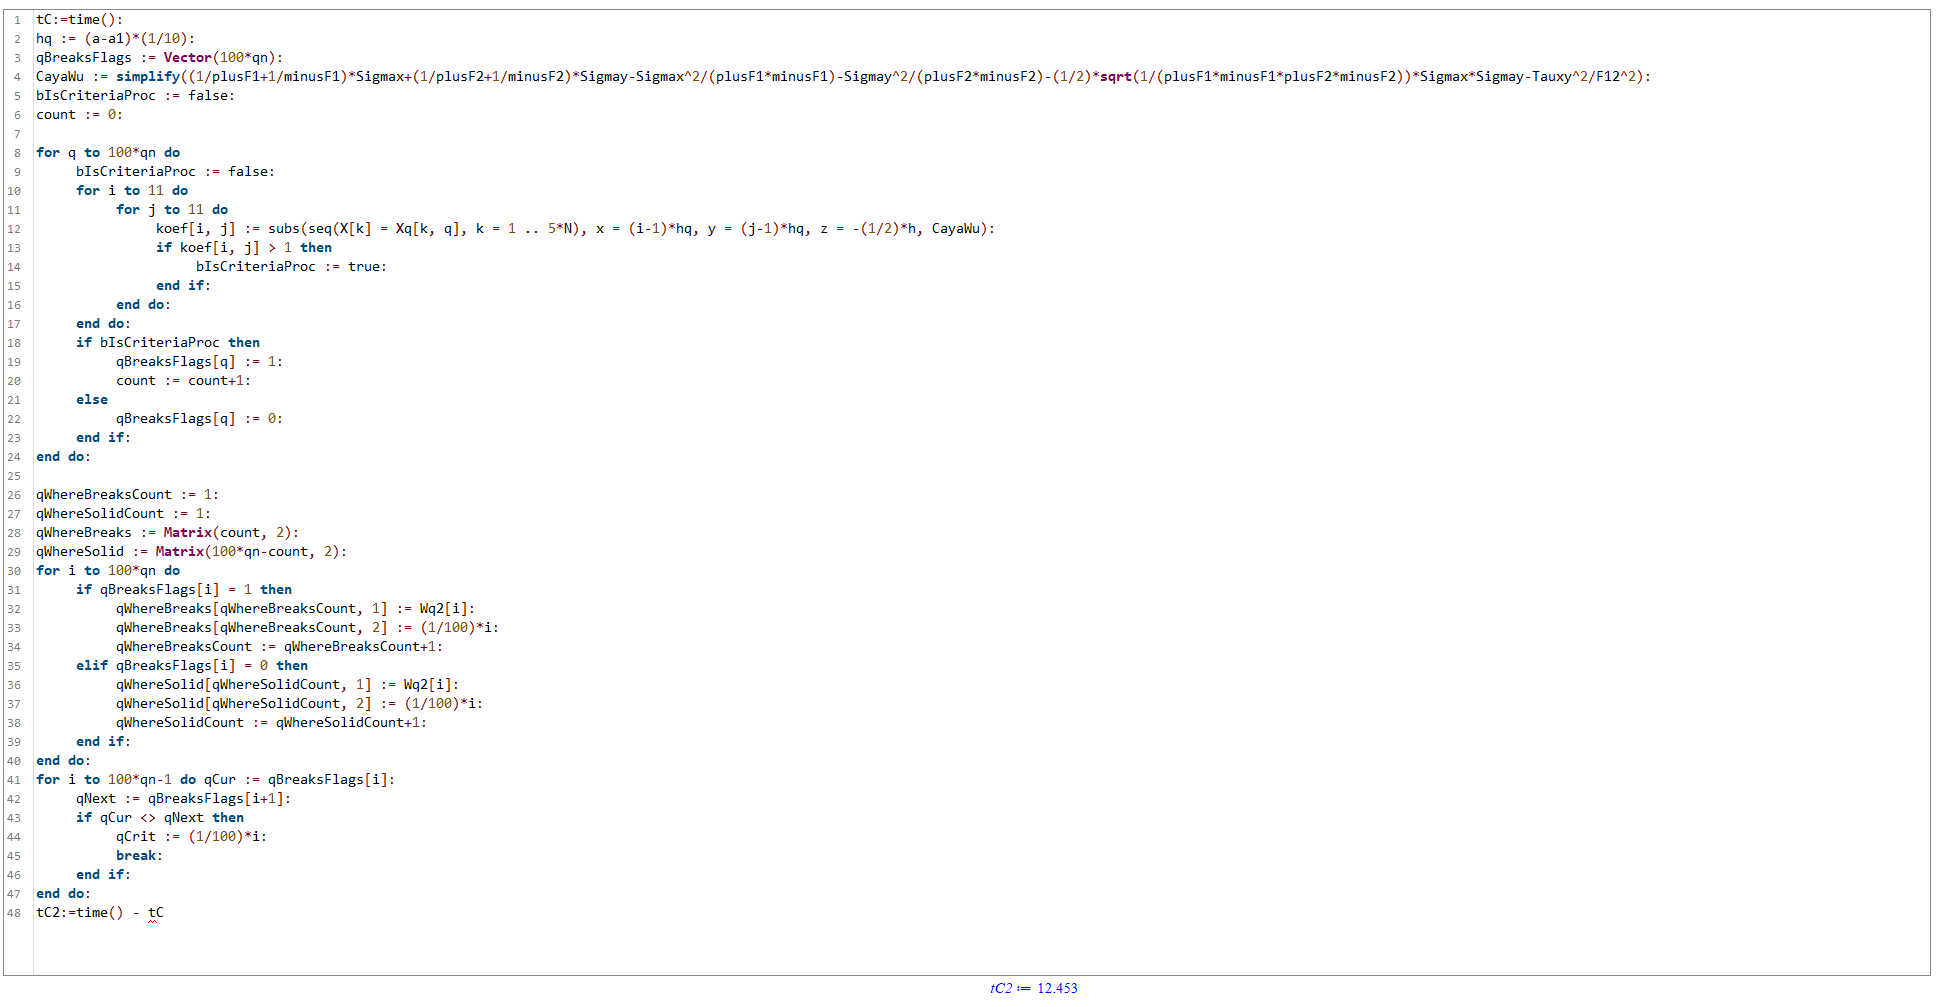 1 tC:=time():
2 hq := (a-a1)*(1/10):
3 qBreaksFlags := Vector(100*qn):
4 CayaWu := simplify((1/plusF1+1/minusF1)*Sigmax+(1/plusF2+1/minusF2)*Sigmay-Sigmax^2/(plusF1*minusF1)-Sigmay^2/(plusF2*minusF2)-(1/2)*sqrt(1/(plusF1*minusF1*plusF2*minusF2))*Sigmax*Sigmay-Tauxy^2/F12^2):
5 bIsCriteriaProc := false:
6 count := 0:
7
8 for q to 100*qn do
9 bIsCriteriaProc := false:
10 for i to 11 do
11 for j to 11 do
12 koef[i, j] := subs(seq(X[k] = Xq[k, q], k = 1 .. 5*N), x = (i-1)*hq, y = (j-1)*hq, z = -(1/2)*h, CayaWu):
13 if koef[i, j] > 1 then
14 bIsCriteriaProc := true:
15 end if:
16 end do:
17 end do:
18 if bIsCriteriaProc then
19 qBreaksFlags[q] := 1:
20 count := count+1:
21 else
22 qBreaksFlags[q] := 0:
23 end if:
24 end do:
25
26 qWhereBreaksCount := 1:
27 qWhereSolidCount := 1:
28 qWhereBreaks := Matrix(count, 2):
29 qWhereSolid := Matrix(100*qn-count, 2):
30 for i to 100*qn do
31 if qBreaksFlags[i] = 1 then
32 qWhereBreaks[qWhereBreaksCount, 1] := Wq2[i]:
33 qWhereBreaks[qWhereBreaksCount, 2] := (1/100)*i:
34 qWhereBreaksCount := qWhereBreaksCount+1:
35 elif qBreaksFlags[i] = 0 then
36 qWhereSolid[qWhereSolidCount, 1] := Wq2[i]:
37 qWhereSolid[qWhereSolidCount, 2] := (1/100)*i:
38 qWhereSolidCount := qWhereSolidCount+1:
39 end if:
40 end do:
41 for i to 100*qn-1 do qCur := qBreaksFlags[i]:
42 qNext := qBreaksFlags[i+1]:
43 if qCur <> qNext then
44 qCrit := (1/100)*i:
45 break:
46 end if:
47 end do:
48 tC2:=time() - tC
tC2 := 12.453